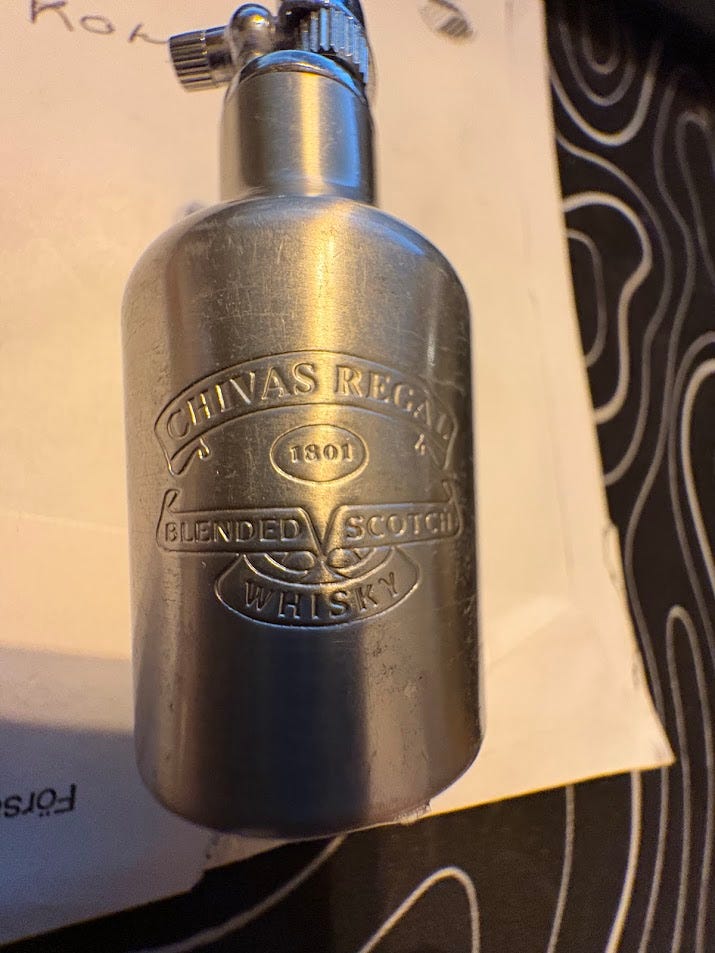 CHIVAS REGAL
1801
BLENDED SCOTCH
WHISKY